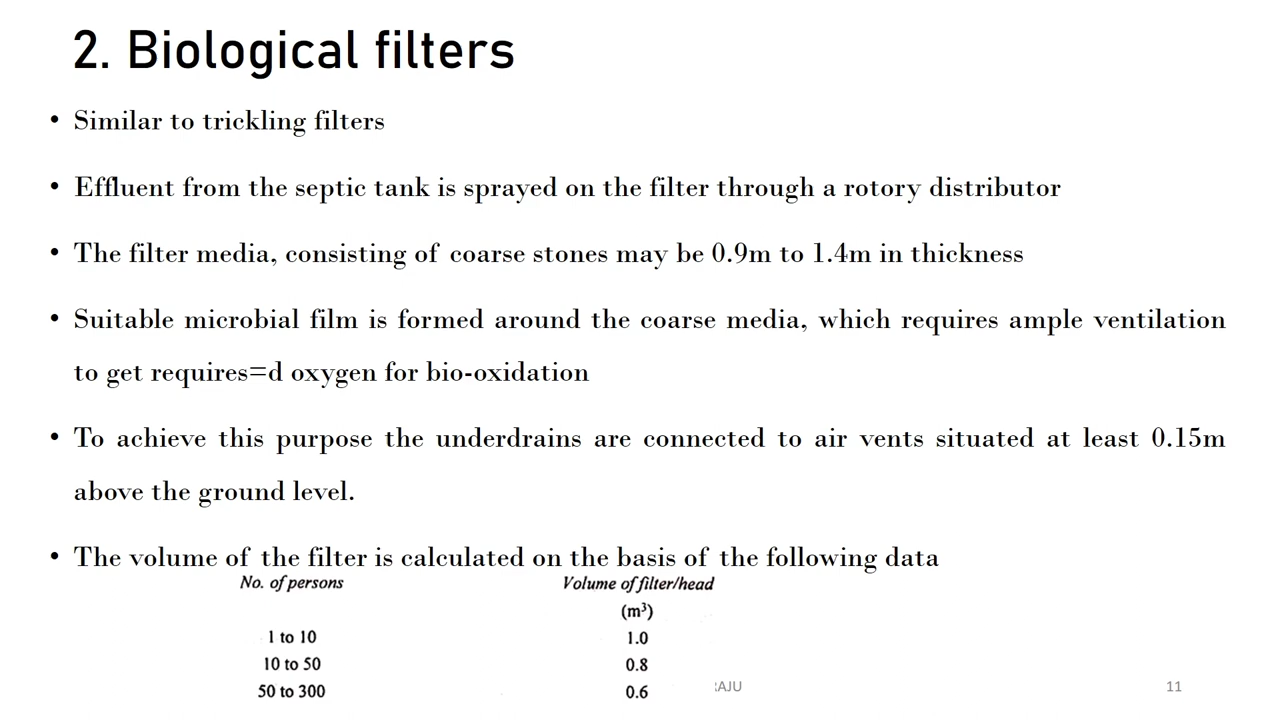 2. Biological filters
• Similar to trickling filters
• Effluent from the septic tank is sprayed on the filter through a rotory distributor
• The filter media, consisting of coarse stones may be 0.9m to 1.4m in thickness
• Suitable microbial film is formed around the coarse media, which requires ample ventilation
to get requires=d oxygen for bio-oxidation
• To achieve this purpose the underdrains are connected to air vents situated at least 0.15m
above the ground level.
• The volume of the filter is calculated on the basis of the following data
No. of persons Volume of filter/head
(m³)
1 to 10 1.0
10 to 50 0.8
50 to 300 0.6
RAJU 11